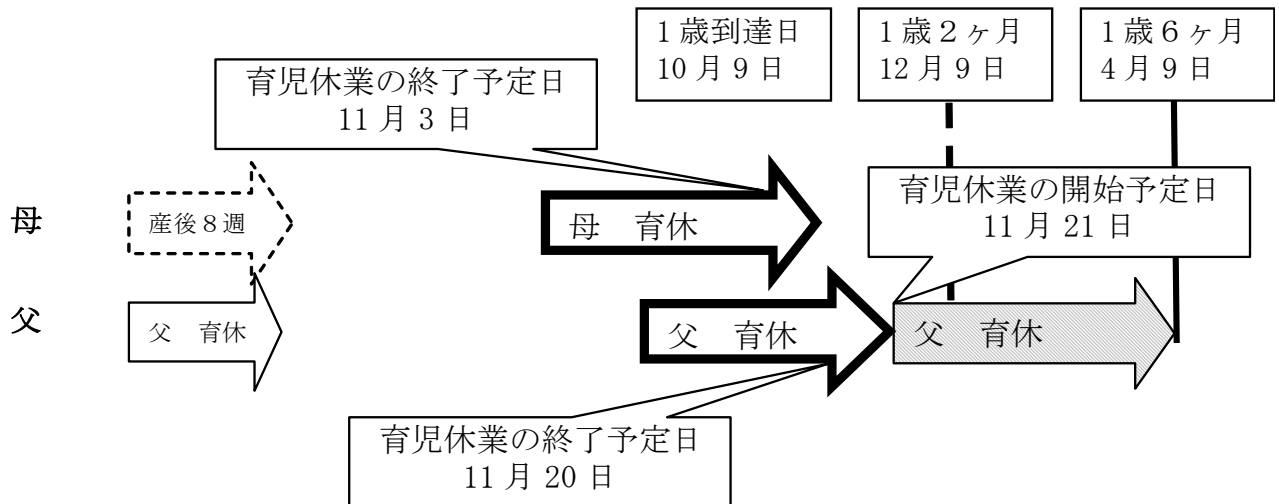 １歳到達日
10月9日
１歳２ヶ月
12月9日
１歳６ヶ月
4月9日
育児休業の終了予定日
11月3日
育児休業の開始予定日
11月21日
母
産後８週
母　育休
父
父　育休
父　育休
父　育休
育児休業の終了予定日
11月20日